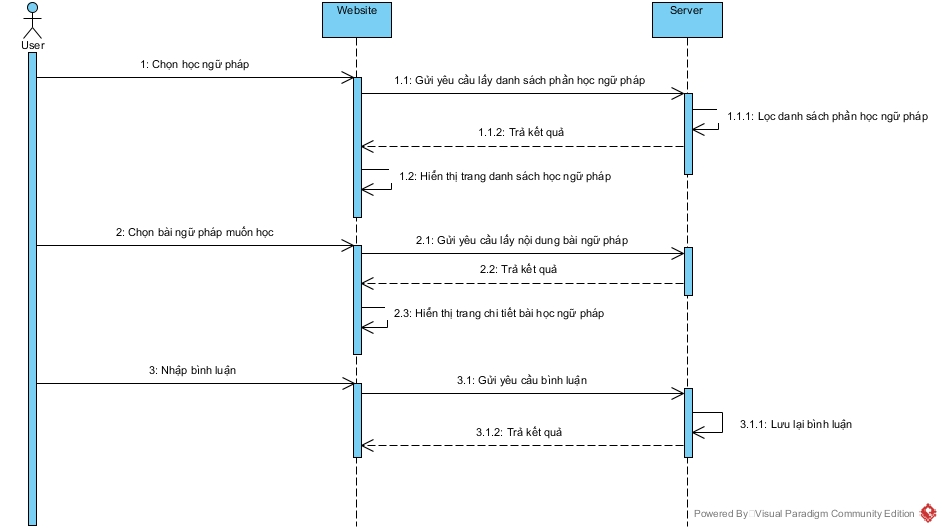 Website
Server
User
1: Chọn học ngữ pháp
1.1: Gửi yêu cầu lấy danh sách phần học ngữ pháp
1.1.1: Lọc danh sách phần học ngữ pháp
1.1.2: Trả kết quả
1.2: Hiển thị trang danh sách học ngữ pháp
2: Chọn bài ngữ pháp muốn học
2.1: Gửi yêu cầu lấy nội dung bài ngữ pháp
2.2: Trả kết quả
2.3: Hiển thị trang chi tiết bài học ngữ pháp
3: Nhập bình luận
3.1: Gửi yêu cầu bình luận
3.1.1: Lưu lại bình luận
3.1.2: Trả kết quả
Powered By Visual Paradigm Community Edition